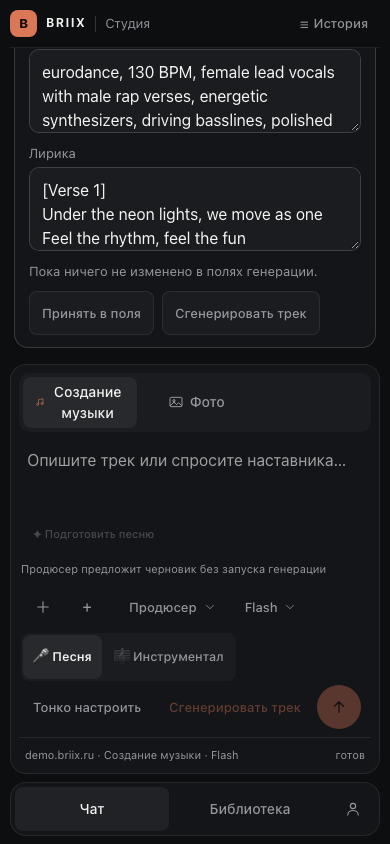 B BRIIX Студия ≡ История
eurodance, 130 BPM, female lead vocals
with male rap verses, energetic
synthesizers, driving basslines, polished
Лирика
[Verse 1]
Under the neon lights, we move as one
Feel the rhythm, feel the fun
Пока ничего не изменено в полях генерации.
Принять в поля Сгенерировать трек
Создание
музыки
Фото
Опишите трек или спросите наставника...
✦ Подготовить песню
Продюсер предложит черновик без запуска генерации
+ + Продюсер Flash
Песня Инструментал
Тонко настроить Сгенерировать трек ↑
demo.briix.ru · Создание музыки · Flash готов
Чат Библиотека